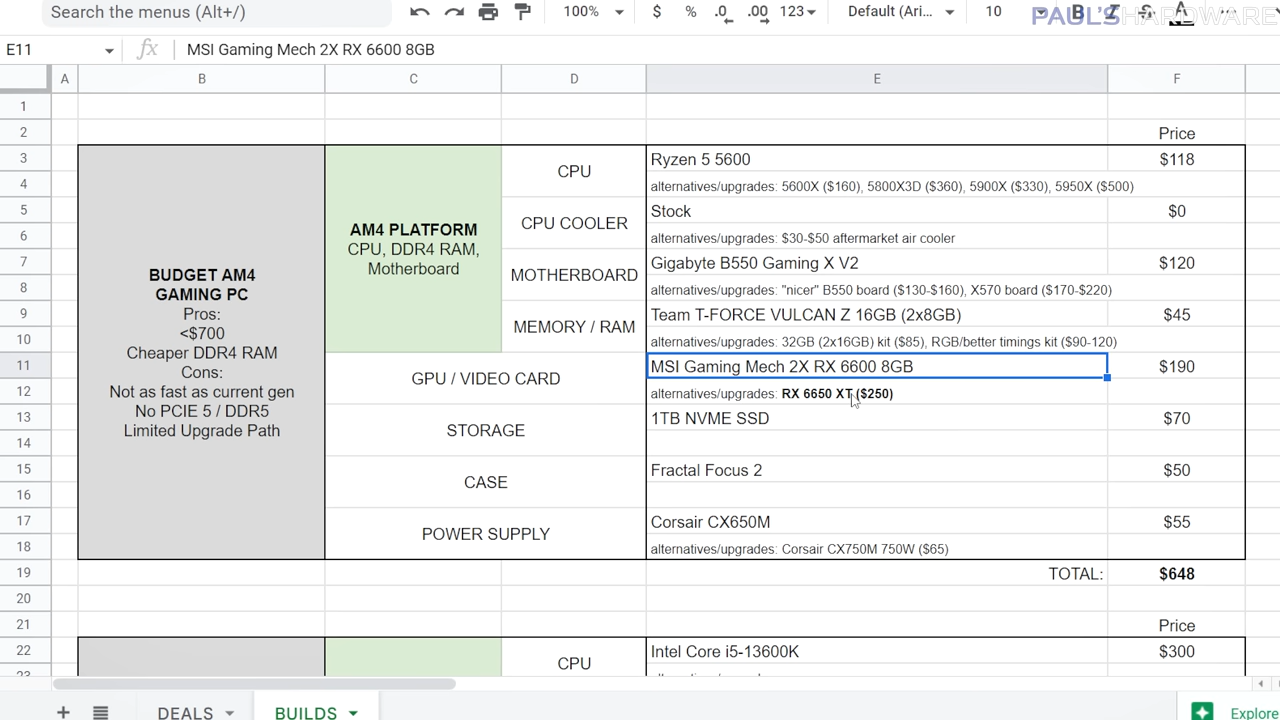 Search the menus (Alt+/)
100% $ % .0 .00 123 Default (Ari... 10 B I S A
PAUL'S HARDWARE
E11 fx MSI Gaming Mech 2X RX 6600 8GB
A B C D E F
1
2 Price
3 CPU Ryzen 5 5600 $118
4 alternatives/upgrades: 5600X ($160), 5800X3D ($360), 5900X ($330), 5950X ($500)
5 CPU COOLER Stock $0
6 alternatives/upgrades: $30-$50 aftermarket air cooler
AM4 PLATFORM
CPU, DDR4 RAM,
Motherboard
7 MOTHERBOARD Gigabyte B550 Gaming X V2 $120
8 alternatives/upgrades: "nicer" B550 board ($130-$160), X570 board ($170-$220)
BUDGET AM4
GAMING PC
Pros:
<$700
Cheaper DDR4 RAM
Cons:
Not as fast as current gen
No PCIE 5 / DDR5
Limited Upgrade Path
9 MEMORY / RAM Team T-FORCE VULCAN Z 16GB (2x8GB) $45
10 alternatives/upgrades: 32GB (2x16GB) kit ($85), RGB/better timings kit ($90-120)
11 GPU / VIDEO CARD MSI Gaming Mech 2X RX 6600 8GB $190
12 alternatives/upgrades: RX 6650 XT ($250)
13 STORAGE 1TB NVME SSD $70
14
15 CASE Fractal Focus 2 $50
16
17 POWER SUPPLY Corsair CX650M $55
18 alternatives/upgrades: Corsair CX750M 750W ($65)
19 TOTAL: $648
20
21 Price
22 CPU Intel Core i5-13600K $300
23
+ DEALS BUILDS Explore